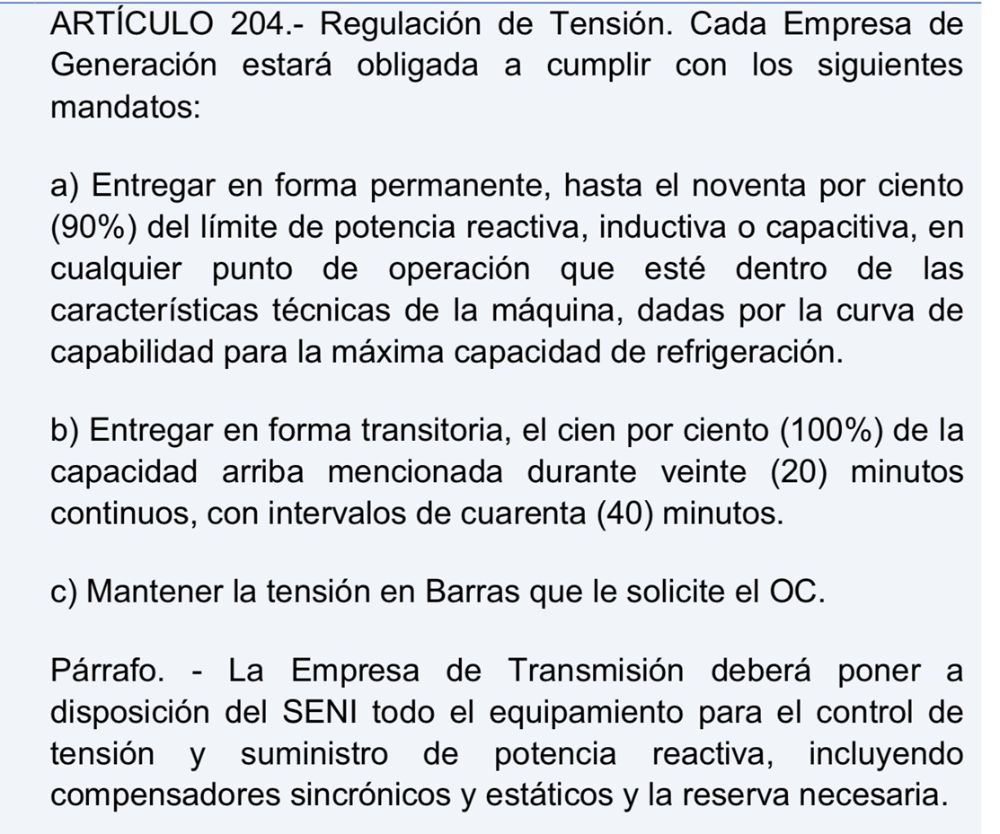 ARTÍCULO 204.- Regulación de Tensión. Cada Empresa de
Generación estará obligada a cumplir con los siguientes
mandatos:
a) Entregar en forma permanente, hasta el noventa por ciento
(90%) del límite de potencia reactiva, inductiva o capacitiva, en
cualquier punto de operación que esté dentro de las
características técnicas de la máquina, dadas por la curva de
capabilidad para la máxima capacidad de refrigeración.
b) Entregar en forma transitoria, el cien por ciento (100%) de la
capacidad arriba mencionada durante veinte (20) minutos
continuos, con intervalos de cuarenta (40) minutos.
c) Mantener la tensión en Barras que le solicite el OC.
Párrafo. - La Empresa de Transmisión deberá poner a
disposición del SENI todo el equipamiento para el control de
tensión y suministro de potencia reactiva, incluyendo
compensadores sincrónicos y estáticos y la reserva necesaria.